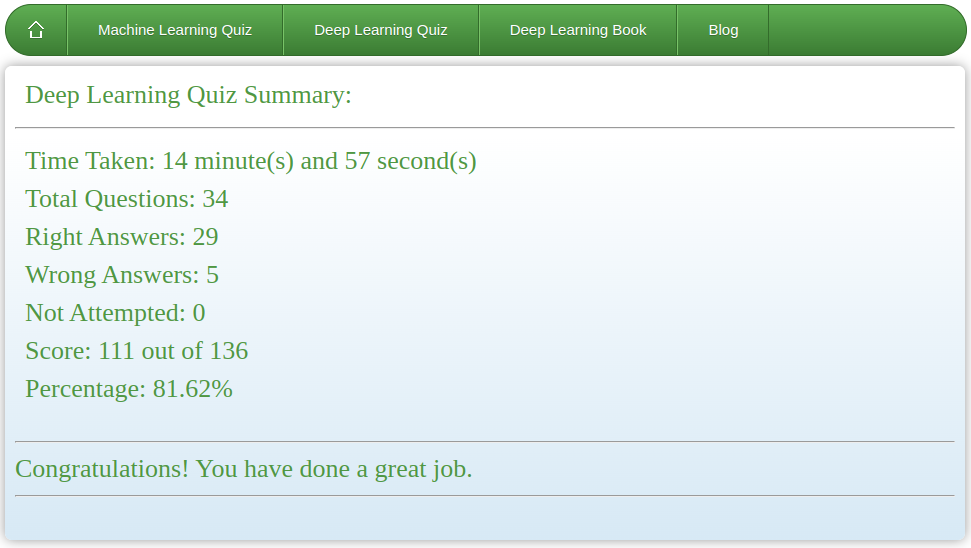 Machine Learning Quiz Deep Learning Quiz Deep Learning Book Blog
Deep Learning Quiz Summary:
Time Taken: 14 minute(s) and 57 second(s)
Total Questions: 34
Right Answers: 29
Wrong Answers: 5
Not Attempted: 0
Score: 111 out of 136
Percentage: 81.62%
Congratulations! You have done a great job.